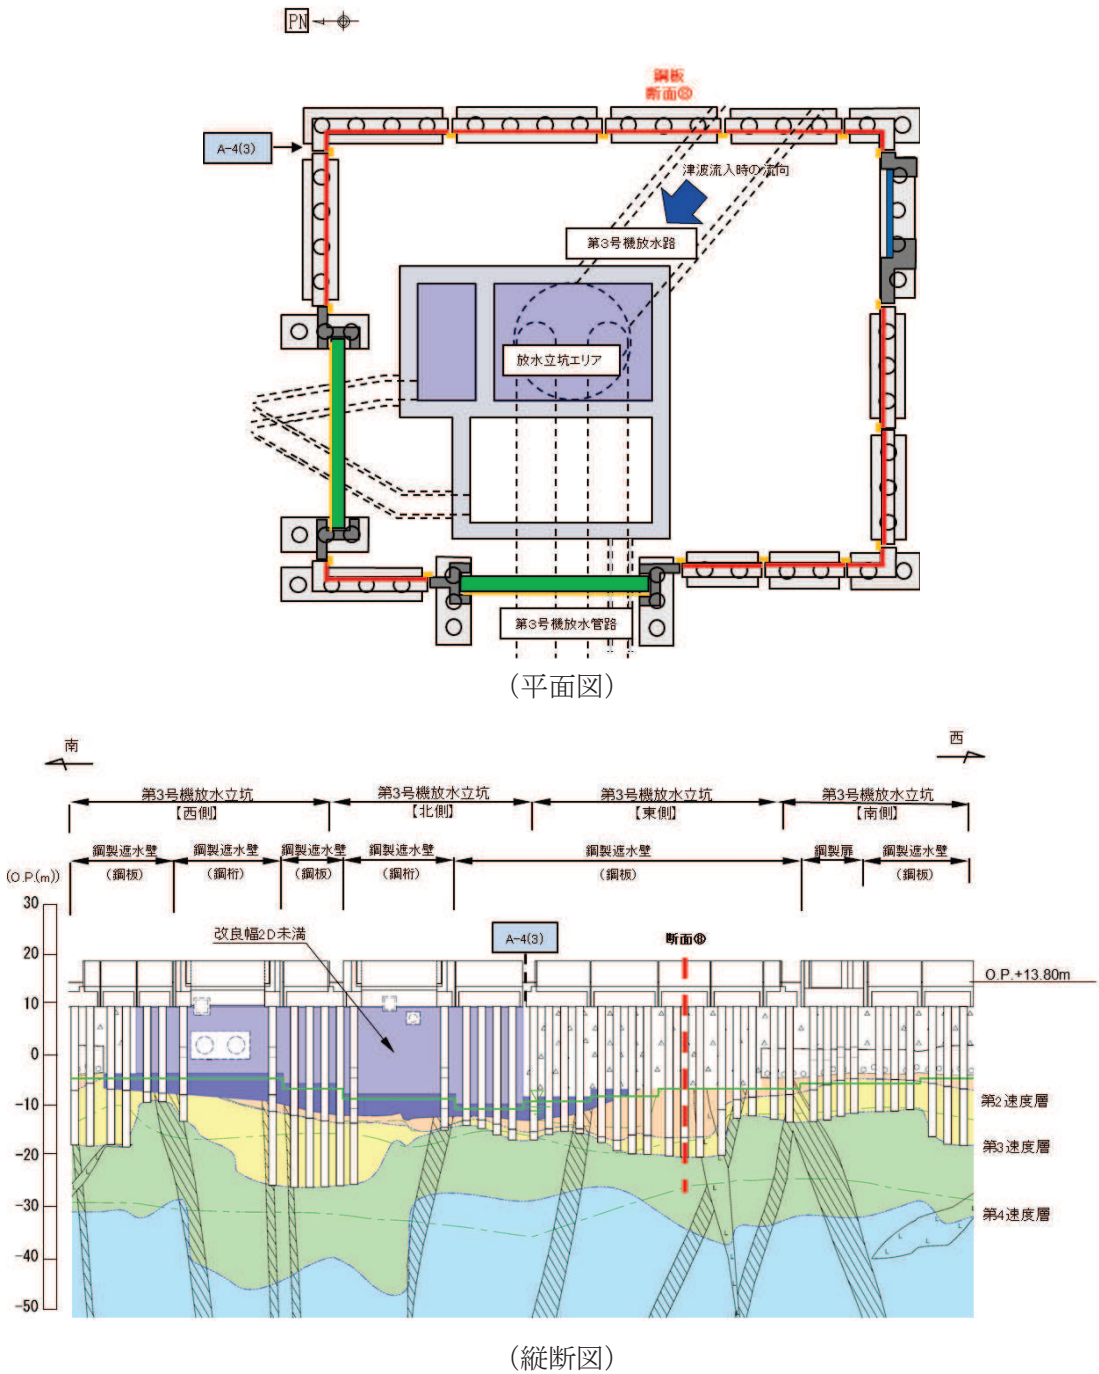 PN
鋼板
断面⑧
A-4(3)
津波流入時の流向
第3号機放水路
放水立坑エリア
第3号機放水管路
（平面図）
南
西
第3号機放水立坑
【西側】
第3号機放水立坑
【北側】
第3号機放水立坑
【東側】
第3号機放水立坑
【南側】
鋼製遮水壁
（鋼板）
鋼製遮水壁
（鋼桁）
鋼製遮水壁
（鋼板）
鋼製遮水壁
（鋼桁）
鋼製遮水壁
（鋼板）
鋼製扉
鋼製遮水壁
（鋼板）
(O.P.(m))
30
20
10
0
-10
-20
-30
-40
-50
改良幅2D未満
A-4(3)
断面⑧
O.P.+13.80m
第2速度層
第3速度層
第4速度層
（縦断図）